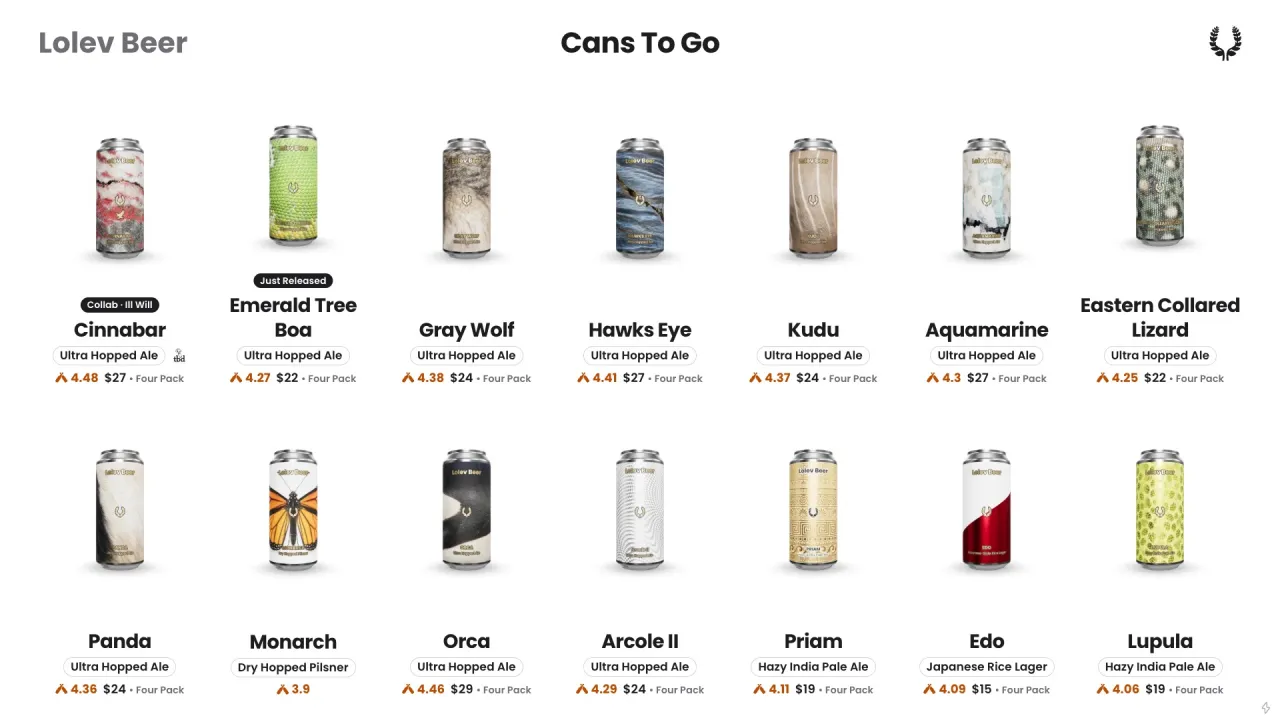 Lolev Beer
Cans To Go
Collab · Ill Will
Cinnabar
Ultra Hopped Ale
tbd
4.48 $27 • Four Pack
Just Released
Emerald Tree
Boa
Ultra Hopped Ale
4.27 $22 • Four Pack
Gray Wolf
Ultra Hopped Ale
4.38 $24 • Four Pack
Hawks Eye
Ultra Hopped Ale
4.41 $27 • Four Pack
Kudu
Ultra Hopped Ale
4.37 $24 • Four Pack
Aquamarine
Ultra Hopped Ale
4.3 $27 • Four Pack
Eastern Collared
Lizard
Ultra Hopped Ale
4.25 $22 • Four Pack
Panda
Ultra Hopped Ale
4.36 $24 • Four Pack
Monarch
Dry Hopped Pilsner
3.9
Orca
Ultra Hopped Ale
4.46 $29 • Four Pack
Arcole II
Ultra Hopped Ale
4.29 $24 • Four Pack
Lolev Beer
Priam
Hazy India Pale Ale
4.11 $19 • Four Pack
Edo
Japanese Rice Lager
4.09 $15 • Four Pack
Lupula
Hazy India Pale Ale
4.06 $19 • Four Pack